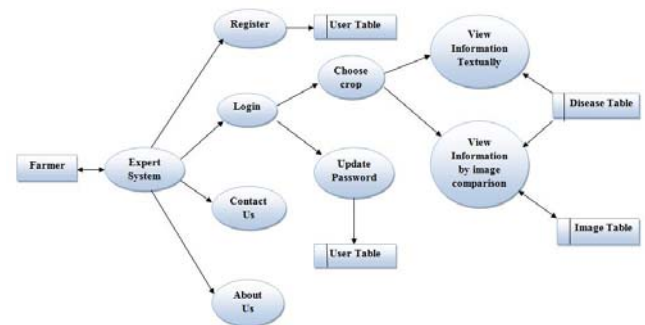 Register
User Table
View
Information
Textually
Choose
crop
Login
Disease Table
Farmer
Expert
System
Update
Password
View
Information
by image
comparison
Contact
Us
Image Table
User Table
About
Us